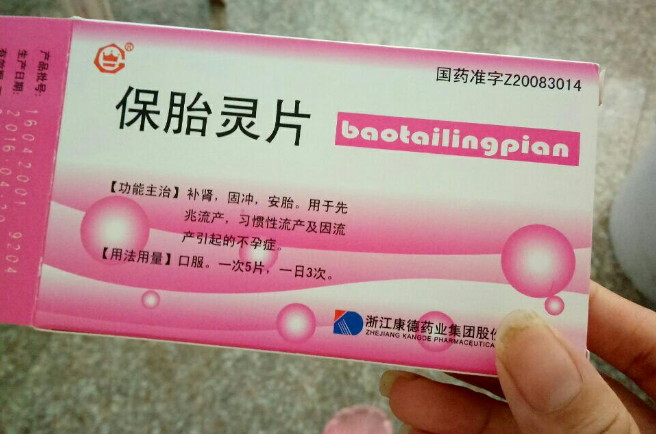 国药准字Z20083014
保胎灵片
baotailingpian
【功能主治】补肾，固冲，安胎。用于先
兆流产，习惯性流产及因流
产引起的不孕症。
【用法用量】口服。一次5片，一日3次。
浙江康德药业集团股份
ZHEJIANG KANGDE PHARMACEUTICA
产品批号:
生产日期:
16042001 9204
2016.04.20